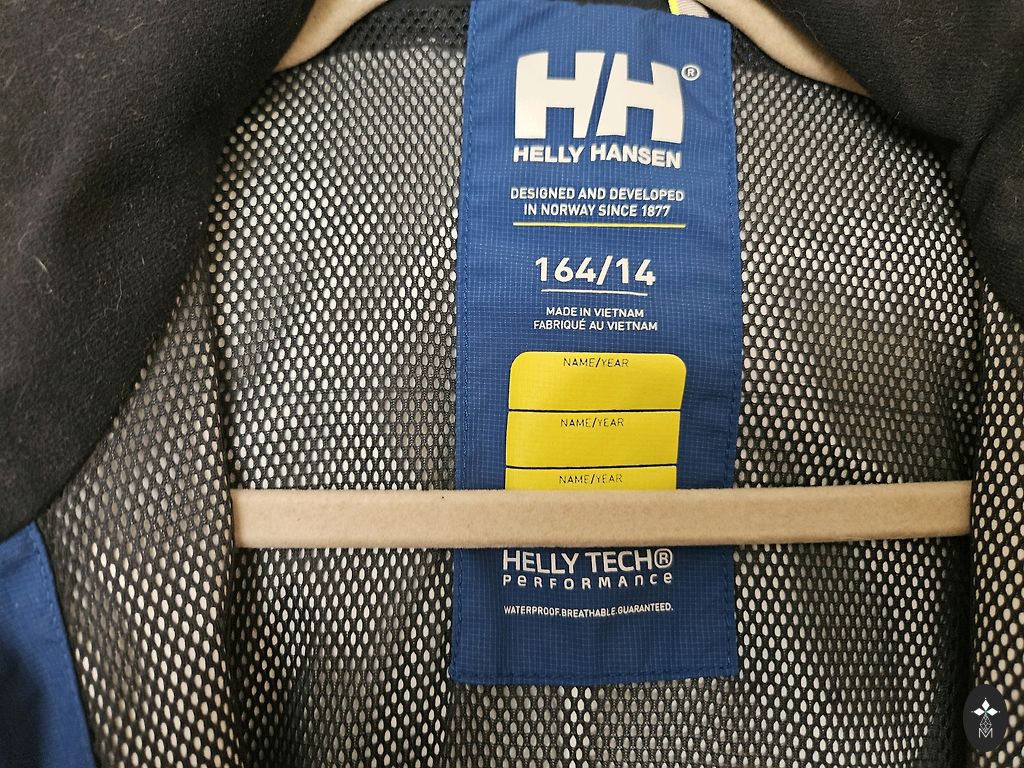 HH®
HELLY HANSEN
DESIGNED AND DEVELOPED
IN NORWAY SINCE 1877
164/14
MADE IN VIETNAM
FABRIQUÉ AU VIETNAM
NAME/YEAR
NAME/YEAR
NAME/YEAR
HELLY TECH®
PERFORMANCE
WATERPROOF.BREATHABLE.GUARANTEED.
M